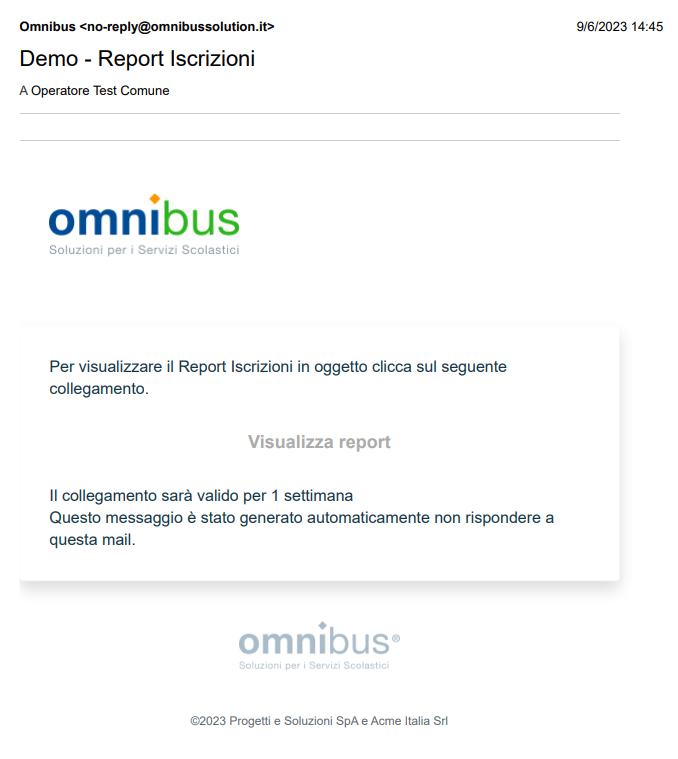 Omnibus <no-reply@omnibussolution.it>
9/6/2023 14:45
Demo - Report Iscrizioni
A Operatore Test Comune
omnibus
Soluzioni per i Servizi Scolastici
Per visualizzare il Report Iscrizioni in oggetto clicca sul seguente
collegamento.
Visualizza report
Il collegamento sarà valido per 1 settimana
Questo messaggio è stato generato automaticamente non rispondere a
questa mail.
omnibus®
Soluzioni per i Servizi Scolastici
©2023 Progetti e Soluzioni SpA e Acme Italia Srl